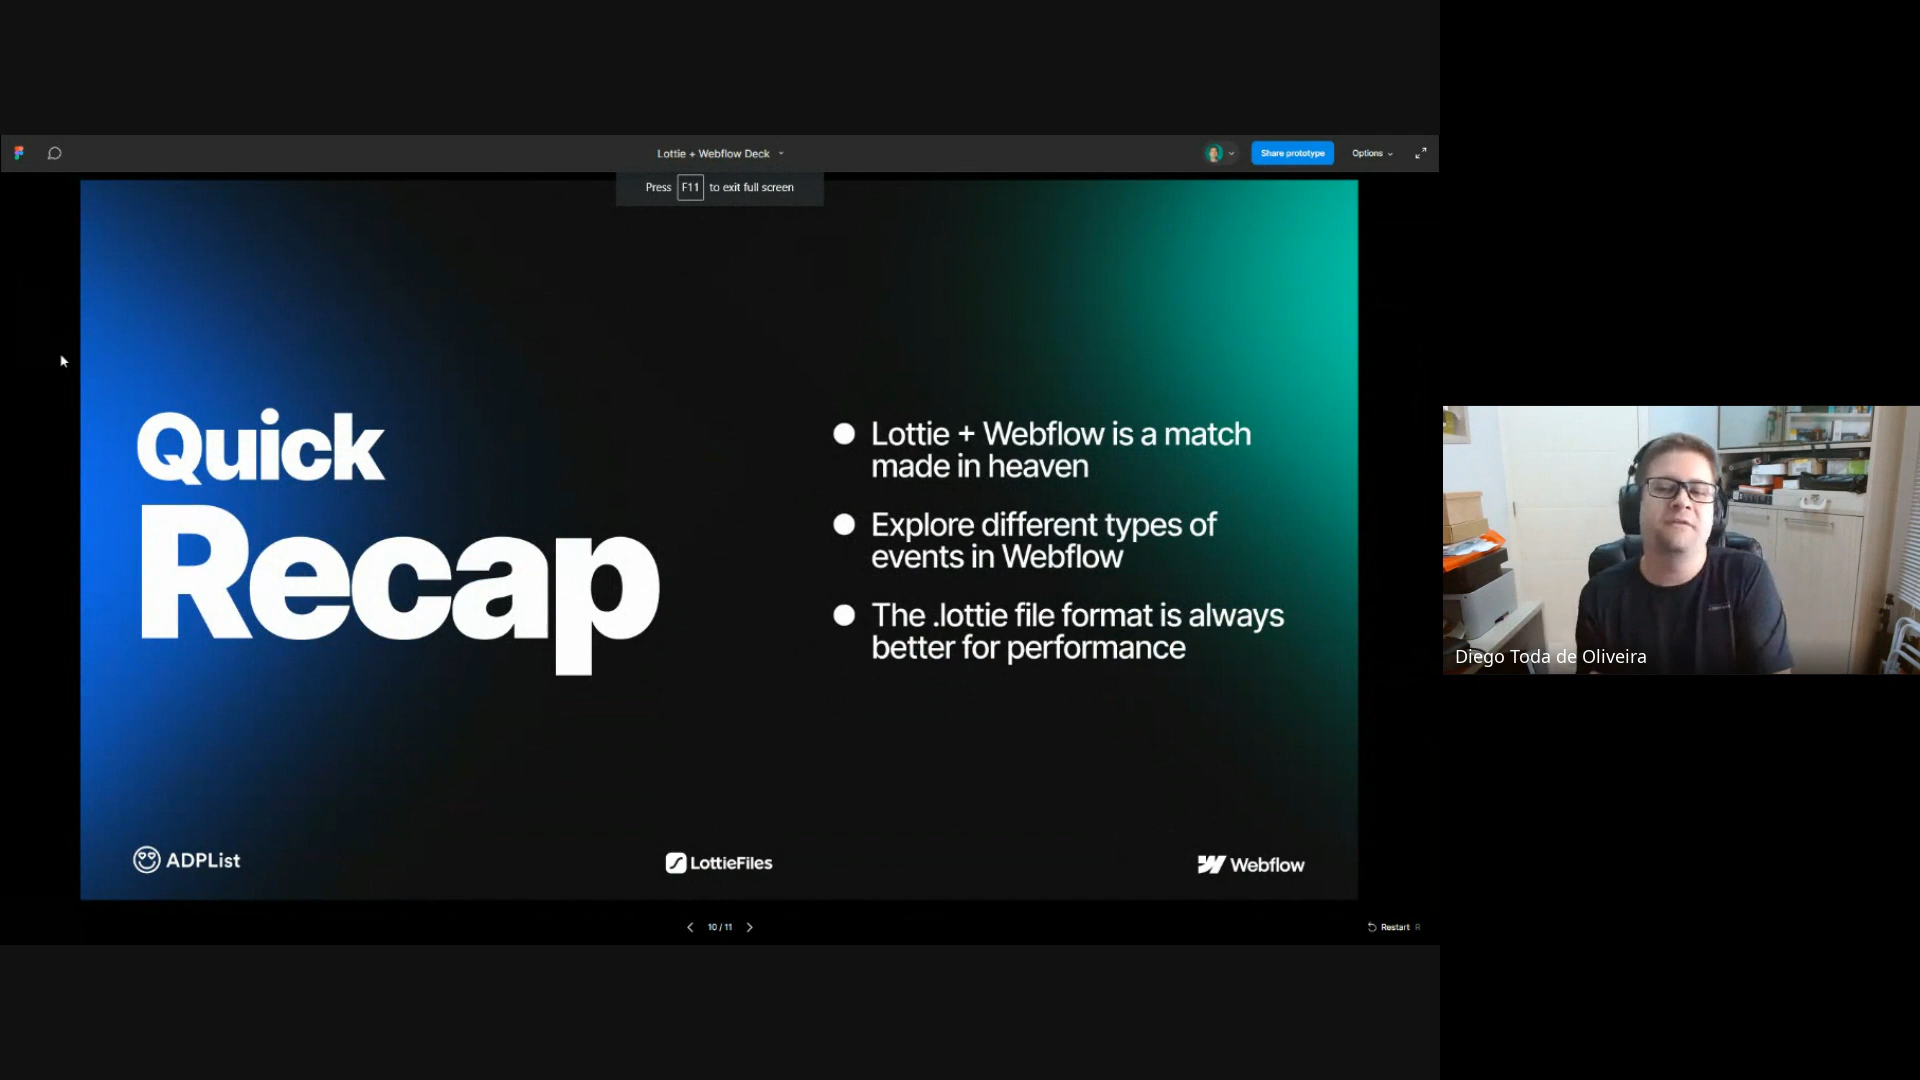 Lottie + Webflow Deck
Share prototype
Options
Press F11 to exit full screen
Quick
Recap
Lottie + Webflow is a match
made in heaven
Explore different types of
events in Webflow
The .lottie file format is always
better for performance
ADPList
LottieFiles
Webflow
10 / 11
Restart R
Diego Toda de Oliveira